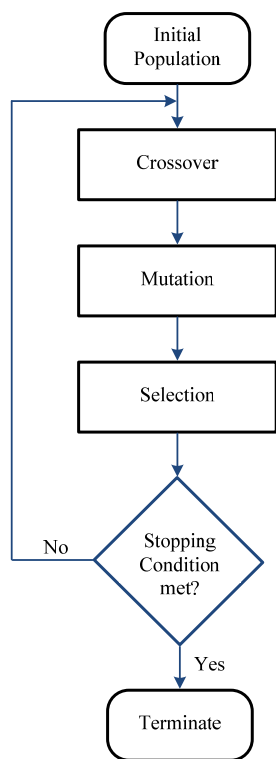 Initial
Population
Crossover
Mutation
Selection
Stopping
Condition
met?
No
Yes
Terminate